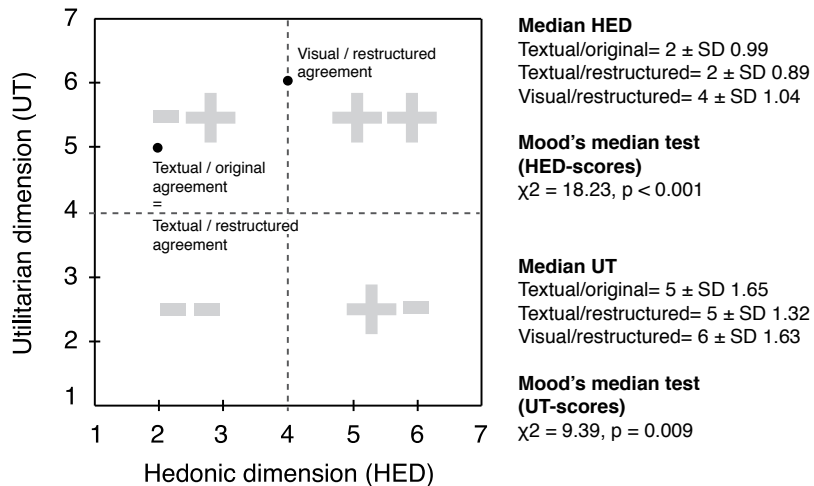 7
6
5
4
3
2
1
Utilitarian dimension (UT)
Visual / restructured
agreement
Textual / original
agreement
=
Textual / restructured
agreement
1 2 3 4 5 6 7
Hedonic dimension (HED)
Median HED
Textual/original= 2 ± SD 0.99
Textual/restructured= 2 ± SD 0.89
Visual/restructured= 4 ± SD 1.04
Mood’s median test
(HED-scores)
χ2 = 18.23, p < 0.001
Median UT
Textual/original= 5 ± SD 1.65
Textual/restructured= 5 ± SD 1.32
Visual/restructured= 6 ± SD 1.63
Mood’s median test
(UT-scores)
χ2 = 9.39, p = 0.009